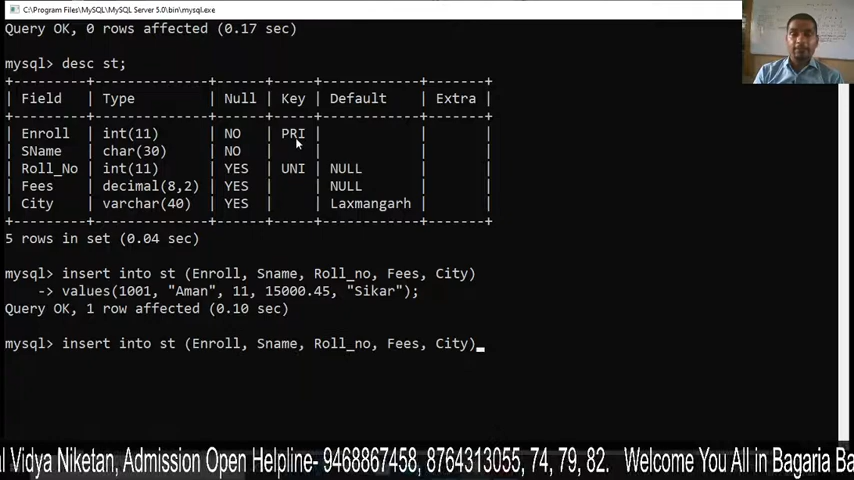 C:\Program Files\MySQL\MySQL Server 5.0\bin\mysql.exe
Query OK, 0 rows affected (0.17 sec)
mysql> desc st;
+---------+--------------+------+-----+------------+-------+
| Field | Type | Null | Key | Default | Extra |
+---------+--------------+------+-----+------------+-------+
| Enroll | int(11) | NO | PRI | | |
| SName | char(30) | NO | | | |
| Roll_No | int(11) | YES | UNI | NULL | |
| Fees | decimal(8,2) | YES | | NULL | |
| City | varchar(40) | YES | | Laxmangarh | |
+---------+--------------+------+-----+------------+-------+
5 rows in set (0.04 sec)
mysql> insert into st (Enroll, Sname, Roll_no, Fees, City)
-> values(1001, "Aman", 11, 15000.45, "Sikar");
Query OK, 1 row affected (0.10 sec)
mysql> insert into st (Enroll, Sname, Roll_no, Fees, City)
l Vidya Niketan, Admission Open Helpline- 9468867458, 8764313055, 74, 79, 82. Welcome You All in Bagaria Ba